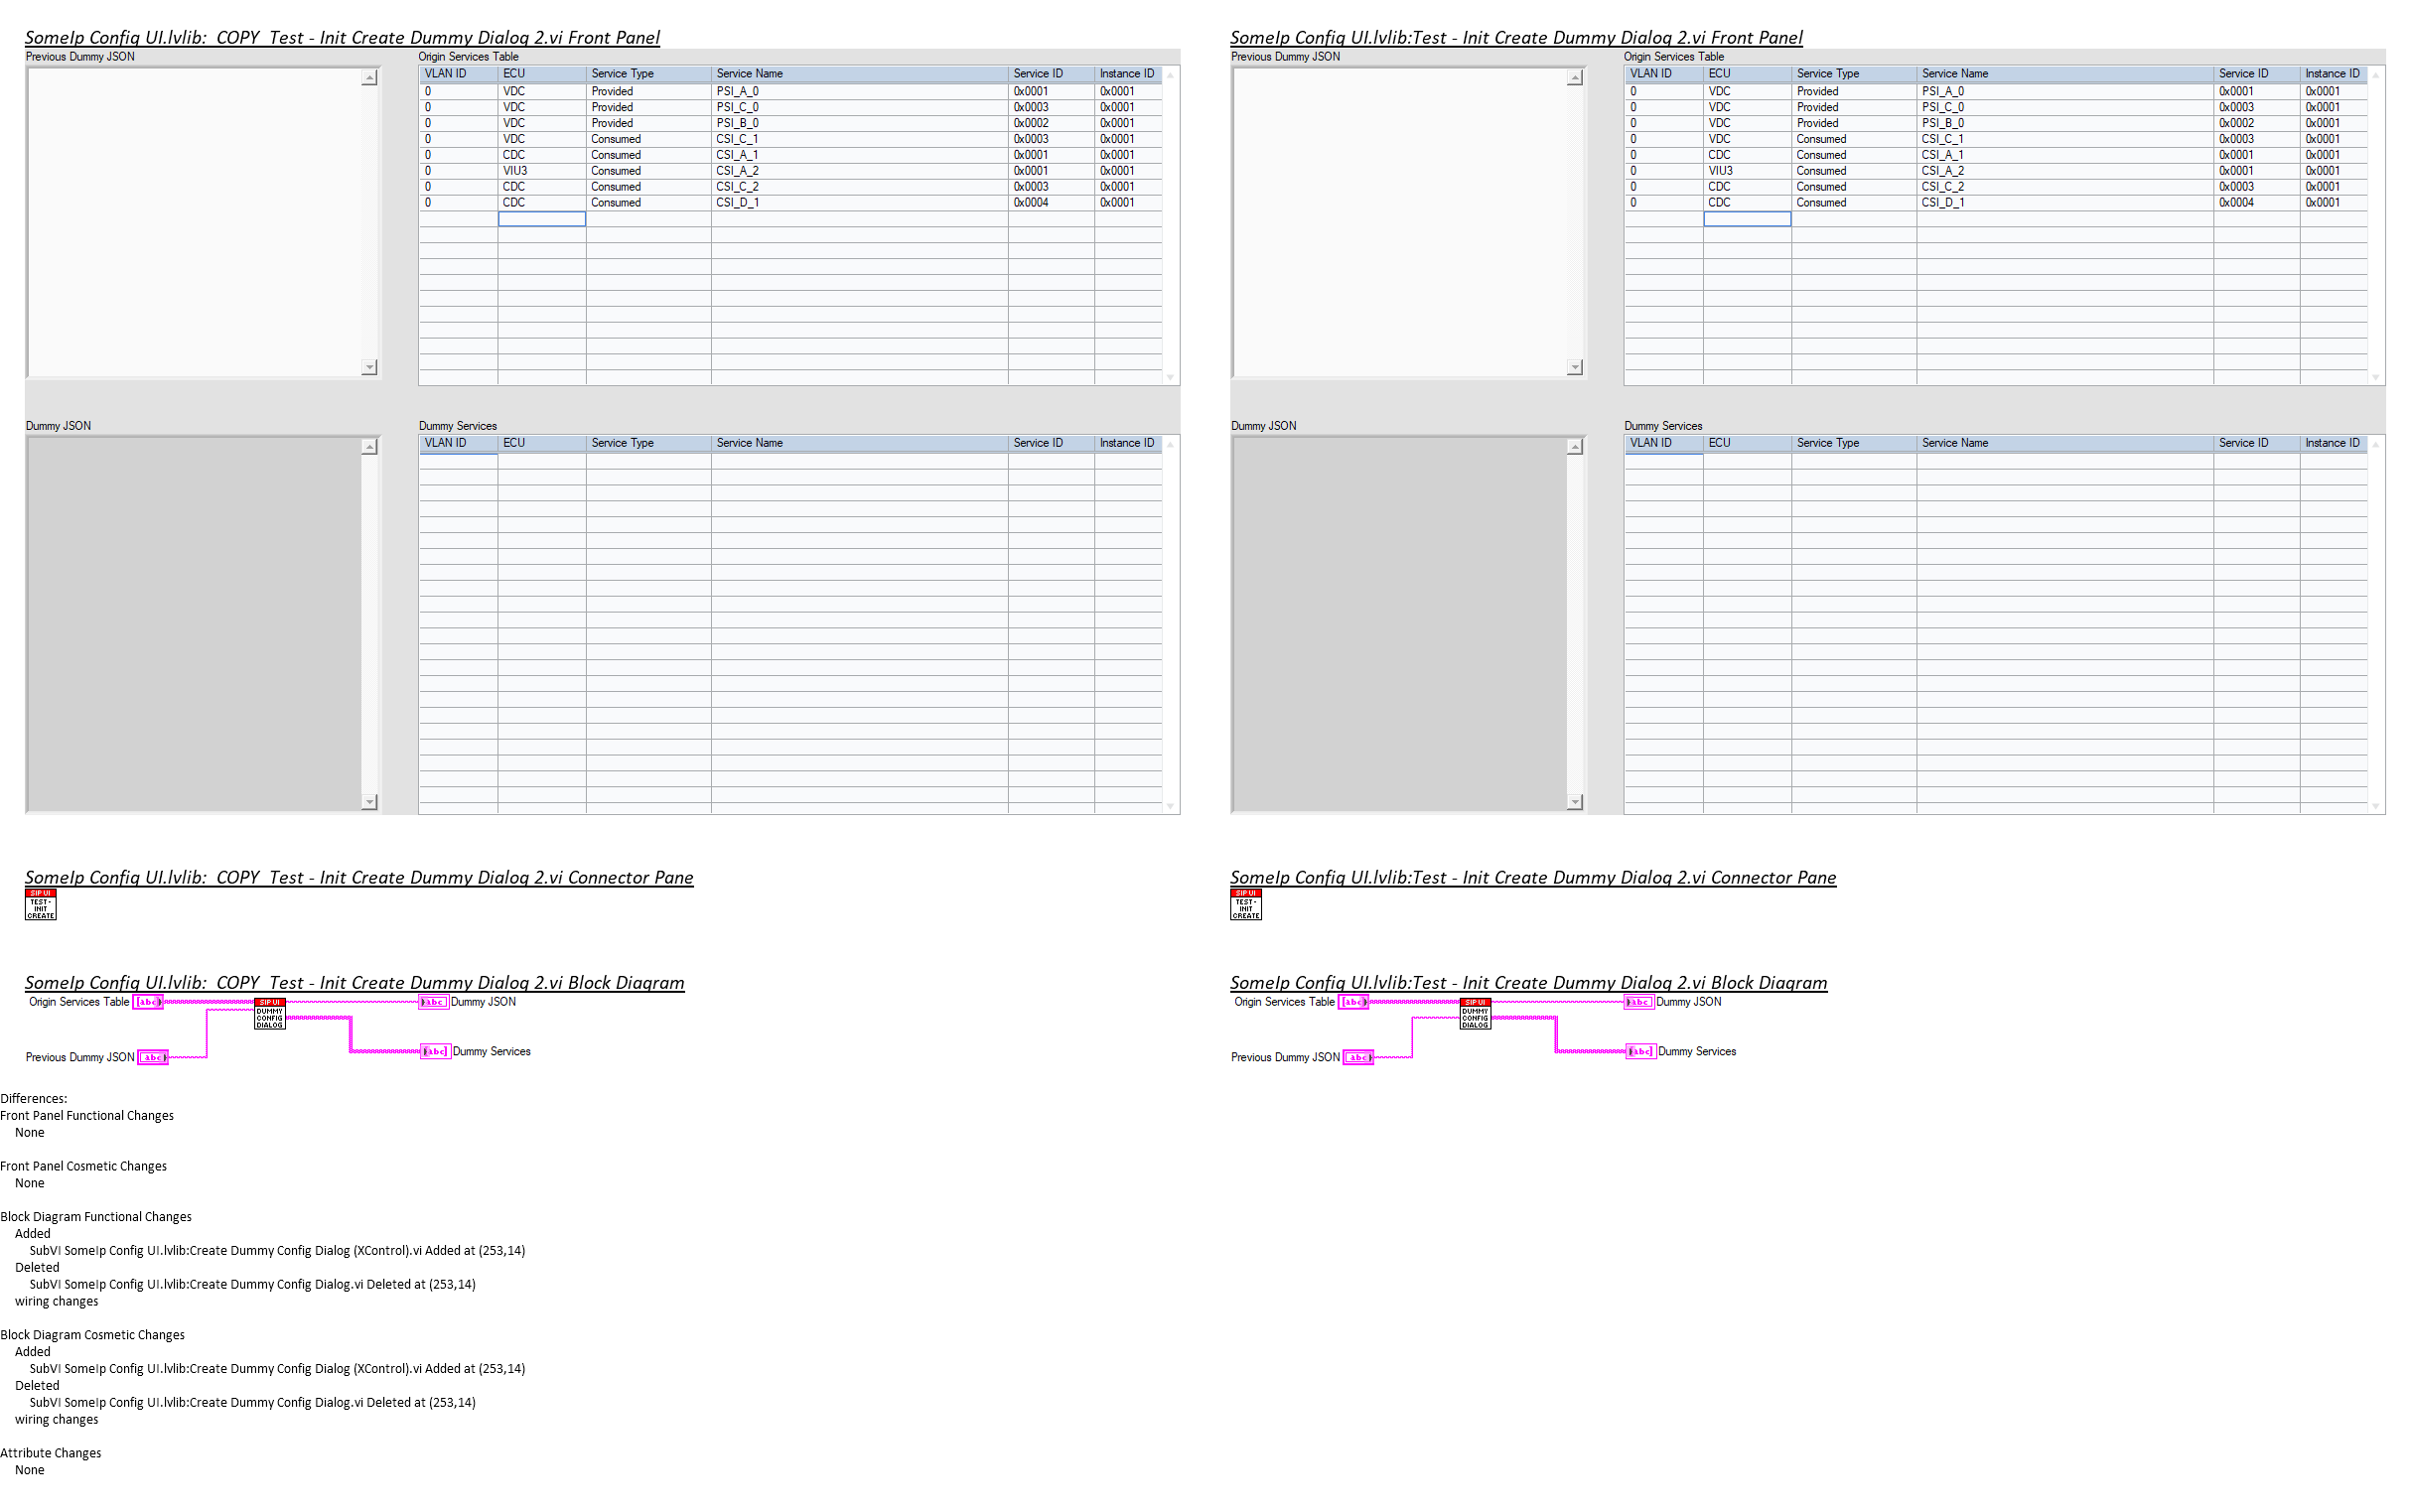 SomeIp Config UI.lvlib:  COPY  Test - Init Create Dummy Dialog 2.vi Front Panel
Previous Dummy JSON
Origin Services Table
VLAN ID ECU Service Type Service Name Service ID Instance ID
0 VDC Provided PSI_A_0 0x0001 0x0001
0 VDC Provided PSI_C_0 0x0003 0x0001
0 VDC Provided PSI_B_0 0x0002 0x0001
0 VDC Consumed CSI_C_1 0x0003 0x0001
0 CDC Consumed CSI_A_1 0x0001 0x0001
0 VIU3 Consumed CSI_A_2 0x0001 0x0001
0 CDC Consumed CSI_C_2 0x0003 0x0001
0 CDC Consumed CSI_D_1 0x0004 0x0001
Dummy JSON
Dummy Services
VLAN ID ECU Service Type Service Name Service ID Instance ID
SomeIp Config UI.lvlib:Test - Init Create Dummy Dialog 2.vi Front Panel
Previous Dummy JSON
Origin Services Table
VLAN ID ECU Service Type Service Name Service ID Instance ID
0 VDC Provided PSI_A_0 0x0001 0x0001
0 VDC Provided PSI_C_0 0x0003 0x0001
0 VDC Provided PSI_B_0 0x0002 0x0001
0 VDC Consumed CSI_C_1 0x0003 0x0001
0 CDC Consumed CSI_A_1 0x0001 0x0001
0 VIU3 Consumed CSI_A_2 0x0001 0x0001
0 CDC Consumed CSI_C_2 0x0003 0x0001
0 CDC Consumed CSI_D_1 0x0004 0x0001
Dummy JSON
Dummy Services
VLAN ID ECU Service Type Service Name Service ID Instance ID
SomeIp Config UI.lvlib:  COPY  Test - Init Create Dummy Dialog 2.vi Connector Pane
SIP UI
TEST -
INIT
CREATE
SomeIp Config UI.lvlib:Test - Init Create Dummy Dialog 2.vi Connector Pane
SIP UI
TEST -
INIT
CREATE
SomeIp Config UI.lvlib:  COPY  Test - Init Create Dummy Dialog 2.vi Block Diagram
Origin Services Table [abc]
SIP UI
DUMMY
CONFIG
DIALOG
abc Dummy JSON
Previous Dummy JSON abc
[abc] Dummy Services
SomeIp Config UI.lvlib:Test - Init Create Dummy Dialog 2.vi Block Diagram
Origin Services Table [abc]
SIP UI
DUMMY
CONFIG
DIALOG
abc Dummy JSON
Previous Dummy JSON abc
[abc] Dummy Services
Differences:
Front Panel Functional Changes
None
Front Panel Cosmetic Changes
None
Block Diagram Functional Changes
Added
SubVI SomeIp Config UI.lvlib:Create Dummy Config Dialog (XControl).vi Added at (253,14)
Deleted
SubVI SomeIp Config UI.lvlib:Create Dummy Config Dialog.vi Deleted at (253,14)
wiring changes
Block Diagram Cosmetic Changes
Added
SubVI SomeIp Config UI.lvlib:Create Dummy Config Dialog (XControl).vi Added at (253,14)
Deleted
SubVI SomeIp Config UI.lvlib:Create Dummy Config Dialog.vi Deleted at (253,14)
wiring changes
Attribute Changes
None